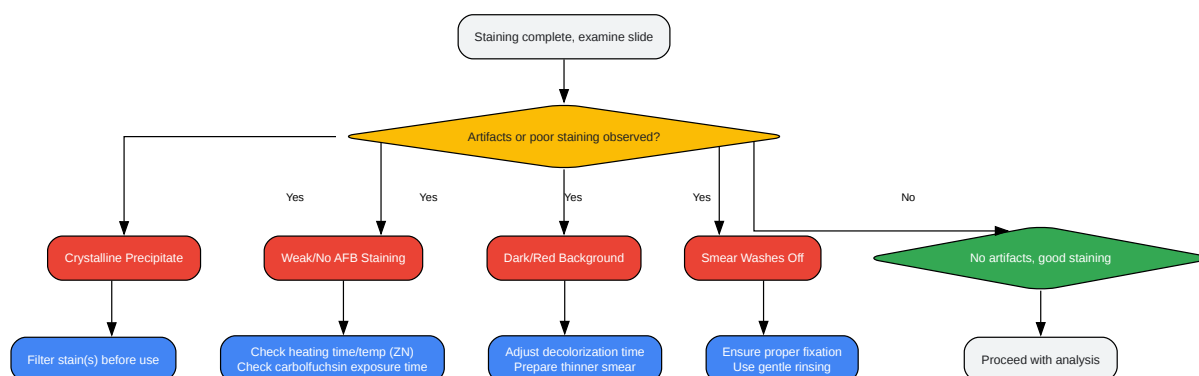 Staining complete, examine slide
Artifacts or poor staining observed?
Yes
Yes
Yes
Yes
No
Crystalline Precipitate
Weak/No AFB Staining
Dark/Red Background
Smear Washes Off
No artifacts, good staining
Filter stain(s) before use
Check heating time/temp (ZN)
Check carbolfuchsin exposure time
Adjust decolorization time
Prepare thinner smear
Ensure proper fixation
Use gentle rinsing
Proceed with analysis